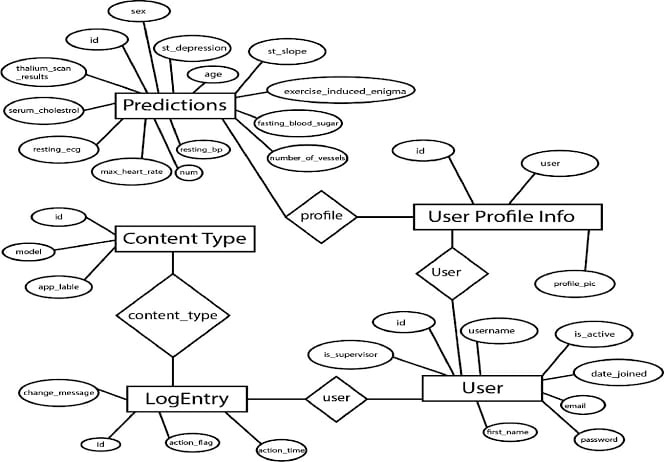 sex
id
st_depression
st_slope
thalium_scan
_results
age
exercise_induced_enigma
Predictions
serum_cholestrol
fasting_blood_sugar
resting_ecg
resting_bp
number_of_vessels
max_heart_rate
num
id
user
profile
User Profile Info
id
Content Type
model
app_lable
User
profile_pic
content_type
id
username
is_active
is_supervisor
date_joined
change_message
LogEntry
user
User
email
first_name
password
id
action_flag
action_time